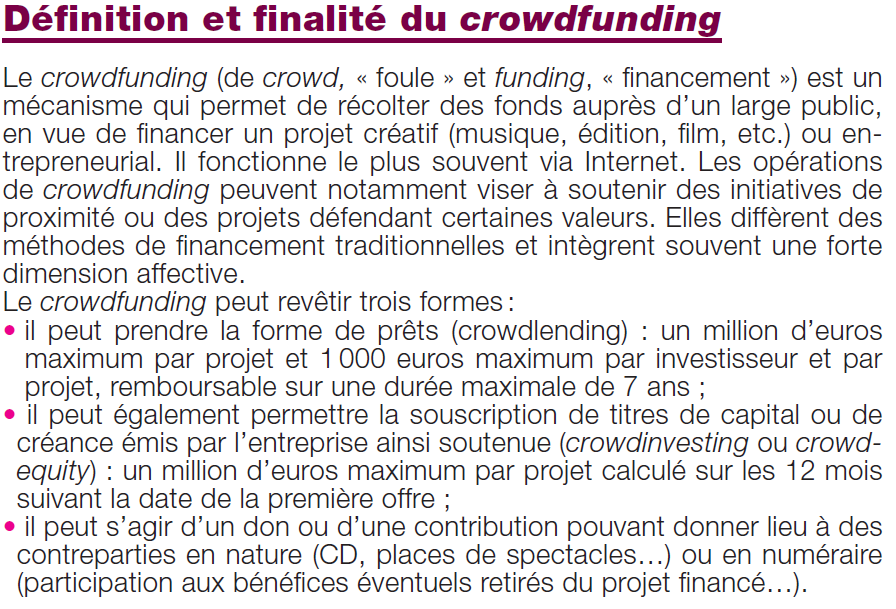 Définition et finalité du crowdfunding
Le crowdfunding (de crowd, « foule » et funding, « financement ») est un
mécanisme qui permet de récolter des fonds auprès d’un large public,
en vue de financer un projet créatif (musique, édition, film, etc.) ou en-
trepreneurial. Il fonctionne le plus souvent via Internet. Les opérations
de crowdfunding peuvent notamment viser à soutenir des initiatives de
proximité ou des projets défendant certaines valeurs. Elles diffèrent des
méthodes de financement traditionnelles et intègrent souvent une forte
dimension affective.
Le crowdfunding peut revêtir trois formes :
• il peut prendre la forme de prêts (crowdlending) : un million d’euros
maximum par projet et 1 000 euros maximum par investisseur et par
projet, remboursable sur une durée maximale de 7 ans ;
• il peut également permettre la souscription de titres de capital ou de
créance émis par l’entreprise ainsi soutenue (crowdinvesting ou crowd-
equity) : un million d’euros maximum par projet calculé sur les 12 mois
suivant la date de la première offre ;
• il peut s’agir d’un don ou d’une contribution pouvant donner lieu à des
contreparties en nature (CD, places de spectacles…) ou en numéraire
(participation aux bénéfices éventuels retirés du projet financé…).